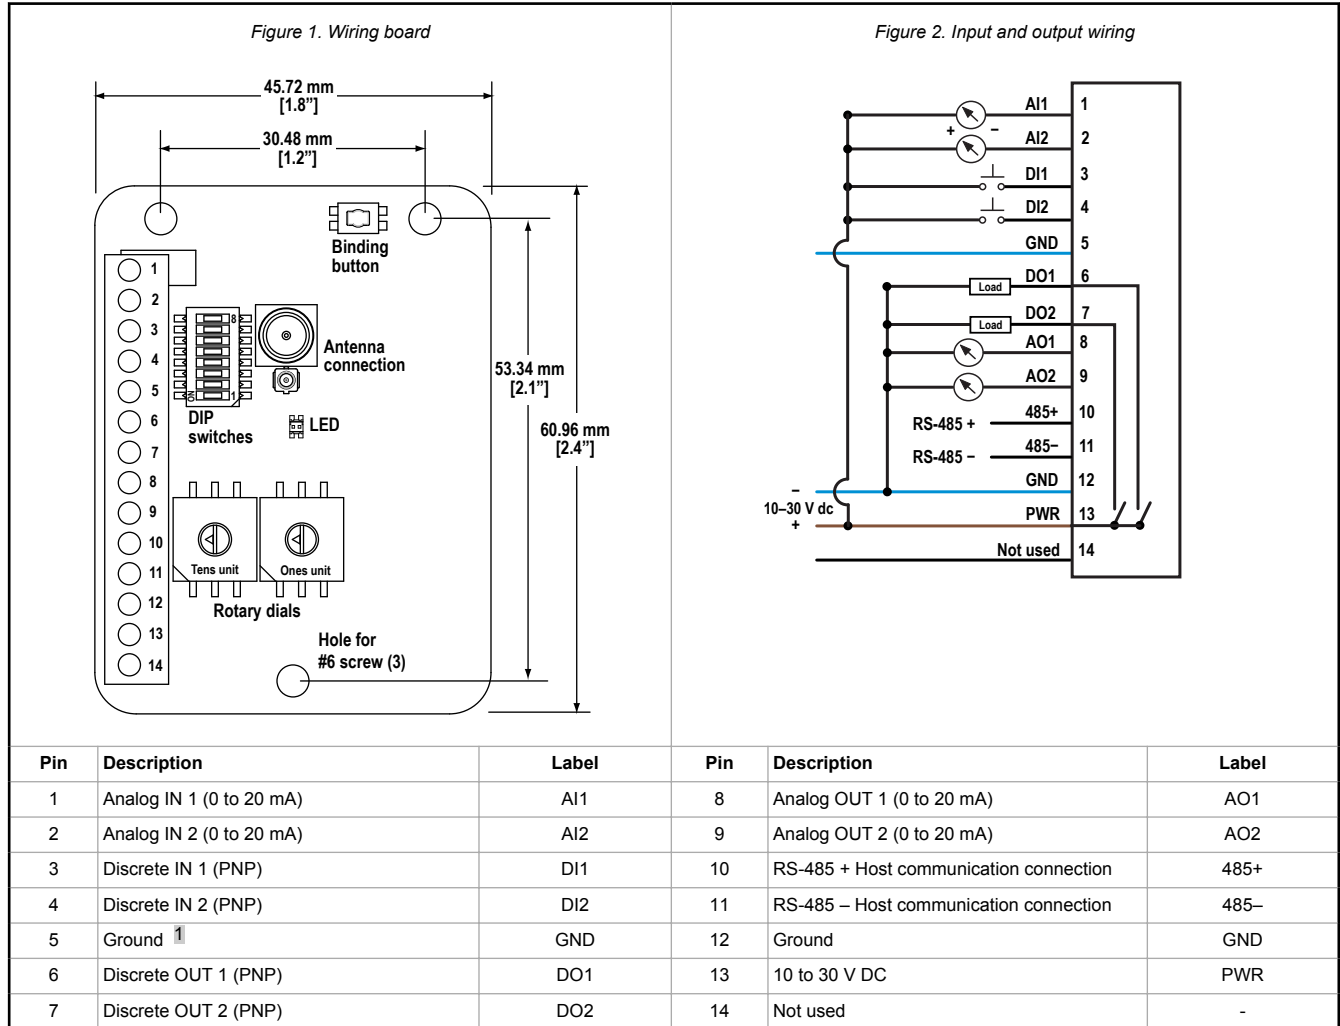 Figure 1. Wiring board
45.72 mm
[1.8”]
30.48 mm
[1.2”]
Binding
button
1
2
3
4
5
6
7
8
9
10
11
12
13
14
8
ON
1
DIP
switches
Antenna
connection
LED
53.34 mm
[2.1”]
60.96 mm
[2.4”]
Tens unit
Ones unit
Rotary dials
Hole for
#6 screw (3)
Figure 2. Input and output wiring
AI1 1
+ −
AI2 2
DI1 3
DI2 4
GND 5
Load DO1 6
Load DO2 7
AO1 8
AO2 9
RS-485 + 485+ 10
RS-485 − 485− 11
GND 12
−
10–30 V dc
+
PWR 13
Not used 14
Pin Description Label Pin Description Label
1 Analog IN 1 (0 to 20 mA) AI1 8 Analog OUT 1 (0 to 20 mA) AO1
2 Analog IN 2 (0 to 20 mA) AI2 9 Analog OUT 2 (0 to 20 mA) AO2
3 Discrete IN 1 (PNP) DI1 10 RS-485 + Host communication connection 485+
4 Discrete IN 2 (PNP) DI2 11 RS-485 – Host communication connection 485–
5 Ground 1 GND 12 Ground GND
6 Discrete OUT 1 (PNP) DO1 13 10 to 30 V DC PWR
7 Discrete OUT 2 (PNP) DO2 14 Not used -